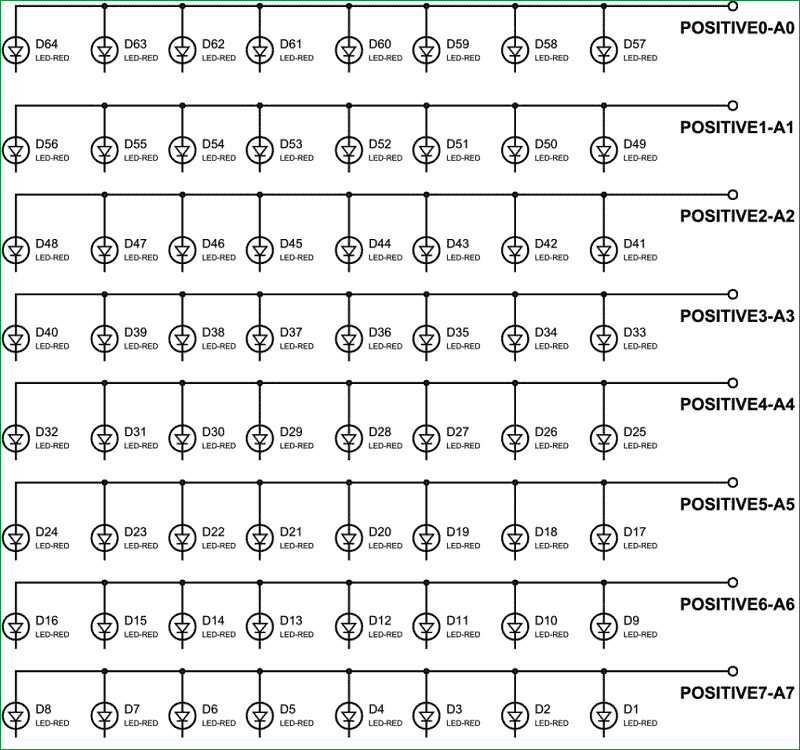 POSITIVE0-A0
D64 D63 D62 D61 D60 D59 D58 D57
LED-RED LED-RED LED-RED LED-RED LED-RED LED-RED LED-RED LED-RED
POSITIVE1-A1
D56 D55 D54 D53 D52 D51 D50 D49
LED-RED LED-RED LED-RED LED-RED LED-RED LED-RED LED-RED LED-RED
POSITIVE2-A2
D48 D47 D46 D45 D44 D43 D42 D41
LED-RED LED-RED LED-RED LED-RED LED-RED LED-RED LED-RED LED-RED
POSITIVE3-A3
D40 D39 D38 D37 D36 D35 D34 D33
LED-RED LED-RED LED-RED LED-RED LED-RED LED-RED LED-RED LED-RED
POSITIVE4-A4
D32 D31 D30 D29 D28 D27 D26 D25
LED-RED LED-RED LED-RED LED-RED LED-RED LED-RED LED-RED LED-RED
POSITIVE5-A5
D24 D23 D22 D21 D20 D19 D18 D17
LED-RED LED-RED LED-RED LED-RED LED-RED LED-RED LED-RED LED-RED
POSITIVE6-A6
D16 D15 D14 D13 D12 D11 D10 D9
LED-RED LED-RED LED-RED LED-RED LED-RED LED-RED LED-RED LED-RED
POSITIVE7-A7
D8 D7 D6 D5 D4 D3 D2 D1
LED-RED LED-RED LED-RED LED-RED LED-RED LED-RED LED-RED LED-RED